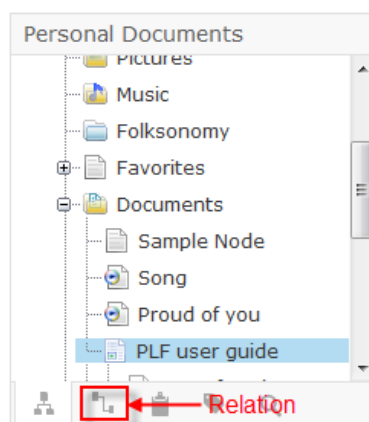 Personal Documents
Pictures
Music
Folksonomy
Favorites
Documents
Sample Node
Song
Proud of you
PLF user guide
Relation